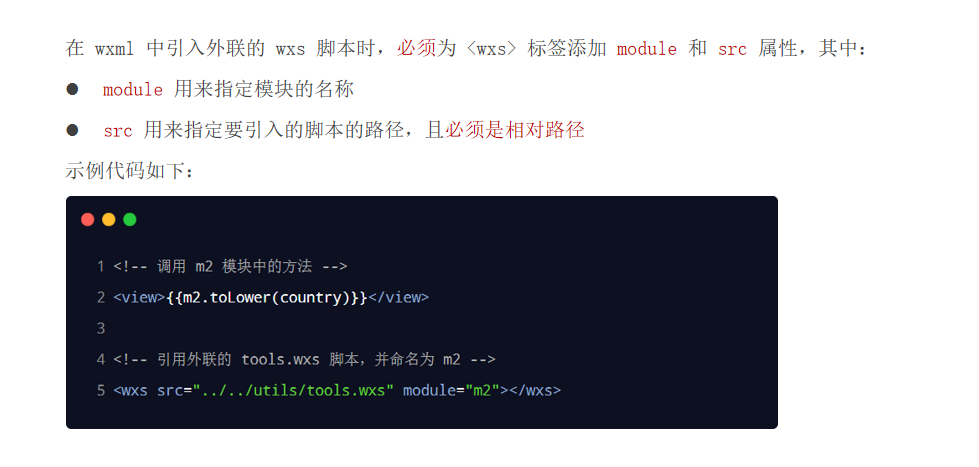 在 wxml 中引入外联的 wxs 脚本时，必须为 <wxs> 标签添加 module 和 src 属性，其中：
● module 用来指定模块的名称
● src 用来指定要引入的脚本的路径，且必须是相对路径
示例代码如下：
1 <!-- 调用 m2 模块中的方法 -->
2 <view>{{m2.toLower(country)}}</view>
3
4 <!-- 引用外联的 tools.wxs 脚本，并命名为 m2 -->
5 <wxs src="../../utils/tools.wxs" module="m2"></wxs>